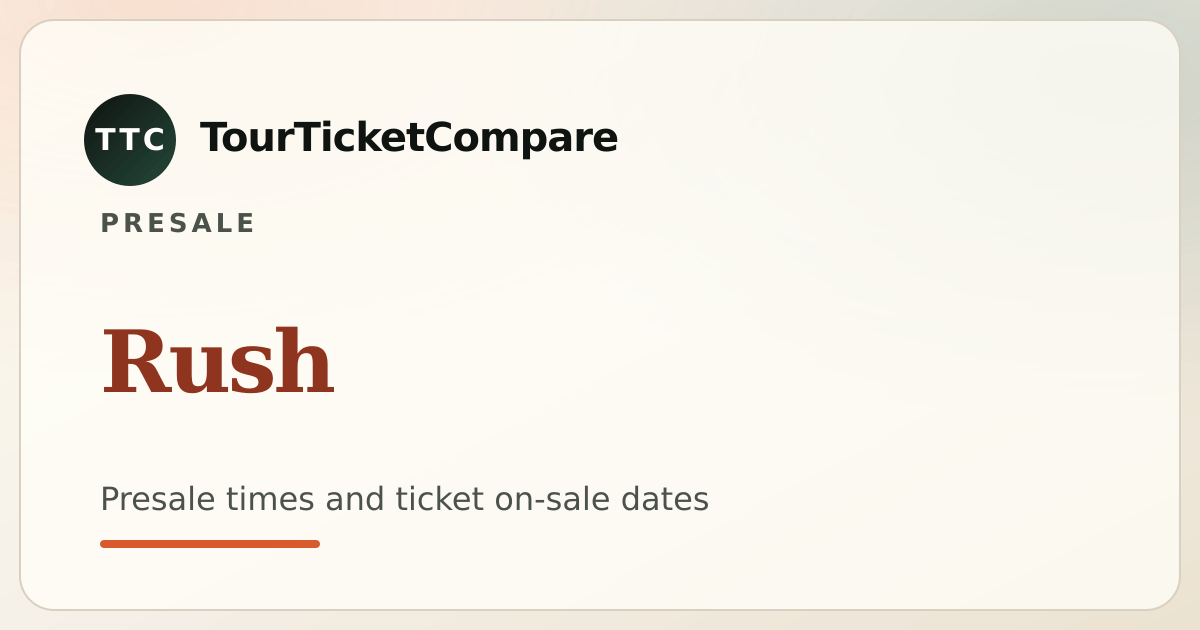 TTC TourTicketCompare
PRESALE
Rush
Presale times and ticket on-sale dates